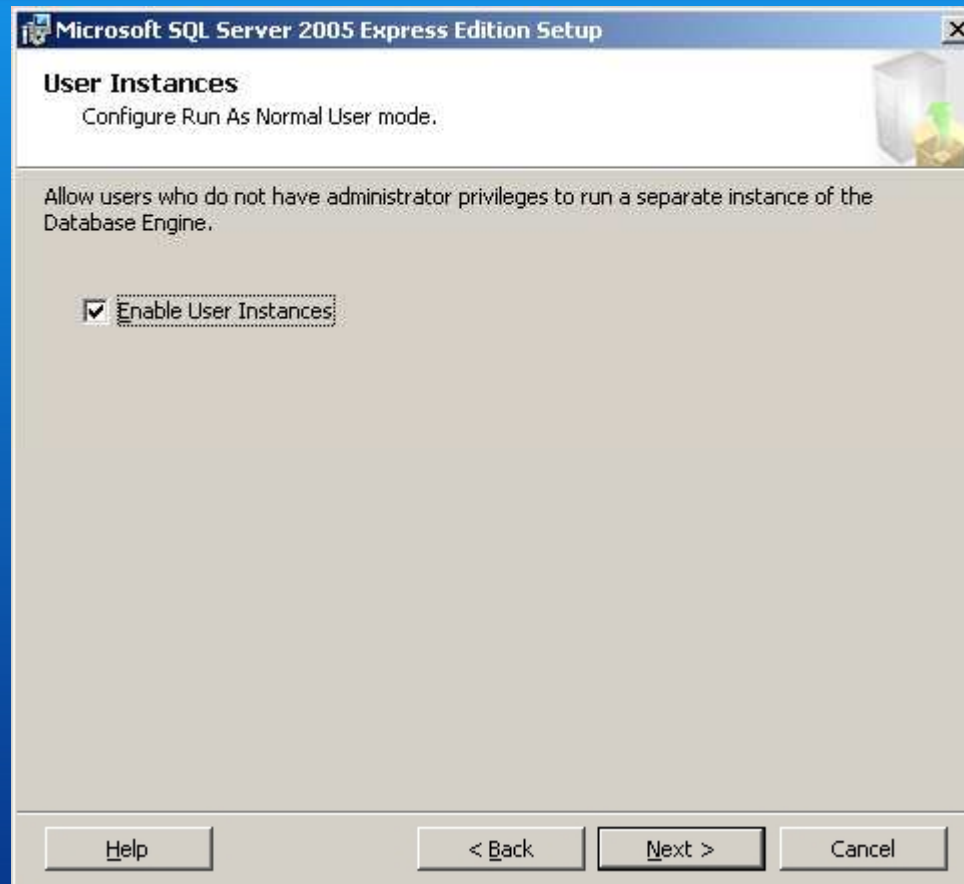 Microsoft SQL Server 2005 Express Edition Setup
User Instances
Configure Run As Normal User mode.
Allow users who do not have administrator privileges to run a separate instance of the
Database Engine.
Enable User Instances
Help
< Back
Next >
Cancel